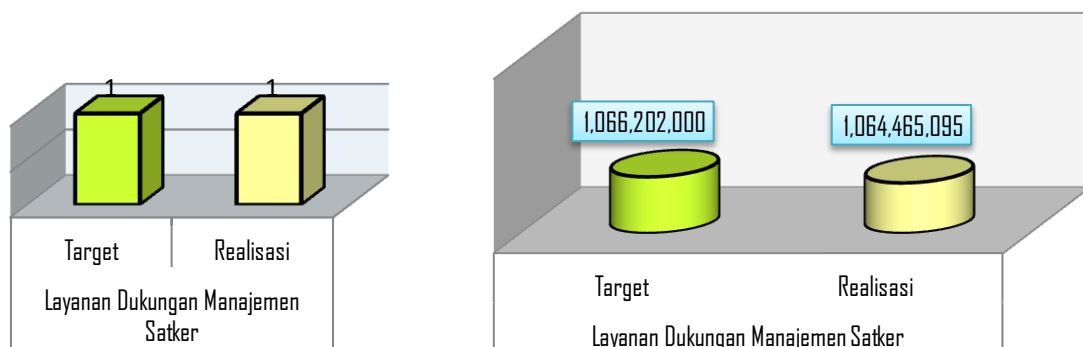 1
1
Target
Realisasi
Layanan Dukungan Manajemen
Satker
1,066,202,000
1,064,465,095
Target
Realisasi
Layanan Dukungan Manajemen Satker